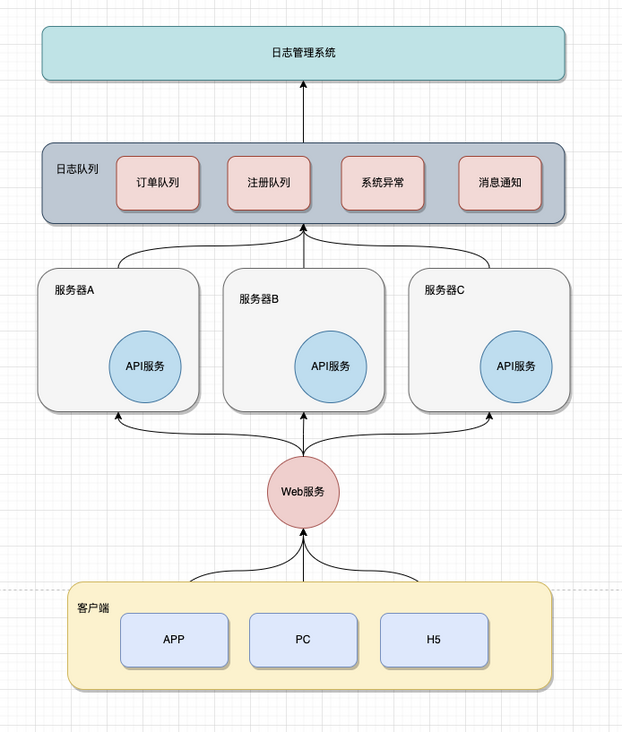 日志管理系统
日志队列
订单队列
注册队列
系统异常
消息通知
服务器A
服务器B
服务器C
API服务
API服务
API服务
Web服务
客户端
APP
PC
H5